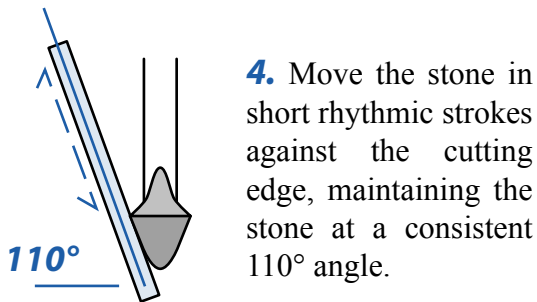 4. Move the stone in
short rhythmic strokes
against the cutting
edge, maintaining the
stone at a consistent
110° angle.
110°